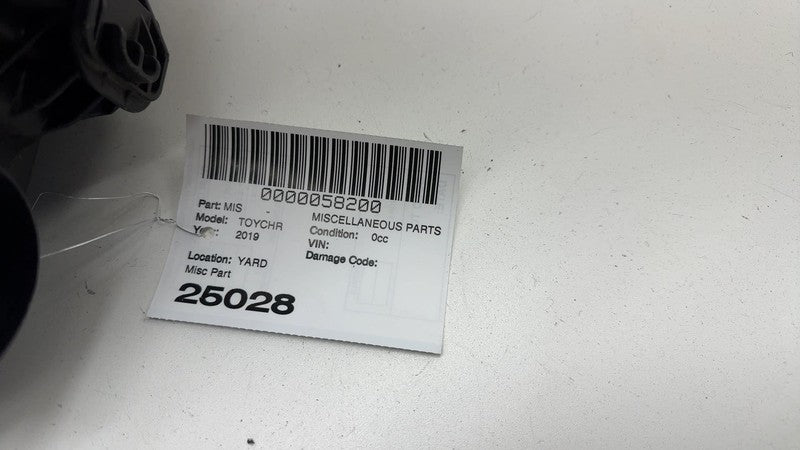 0000058200
Part: MIS MISCELLANEOUS PARTS
Model: TOYCHR Condition: 0cc
2019 VIN:
Damage Code:
Location: YARD
Misc Part
25028